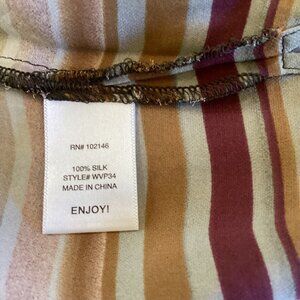 RN# 102146
100% SILK
STYLE# WVP34
MADE IN CHINA
ENJOY!